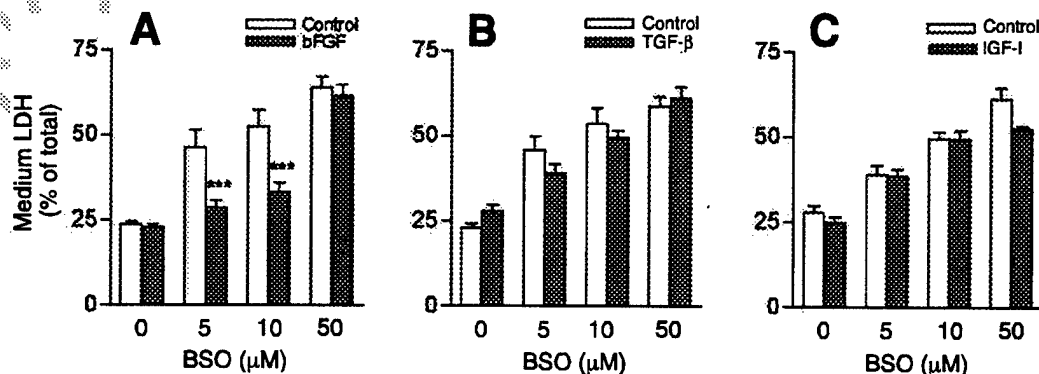 A
Control
bFGF
Medium LDH
(% of total)
75
50
25
0
***
***
0 5 10 50
BSO (μM)
B
Control
TGF-β
75
50
25
0
0 5 10 50
BSO (μM)
C
Control
IGF-I
75
50
25
0
0 5 10 50
BSO (μM)